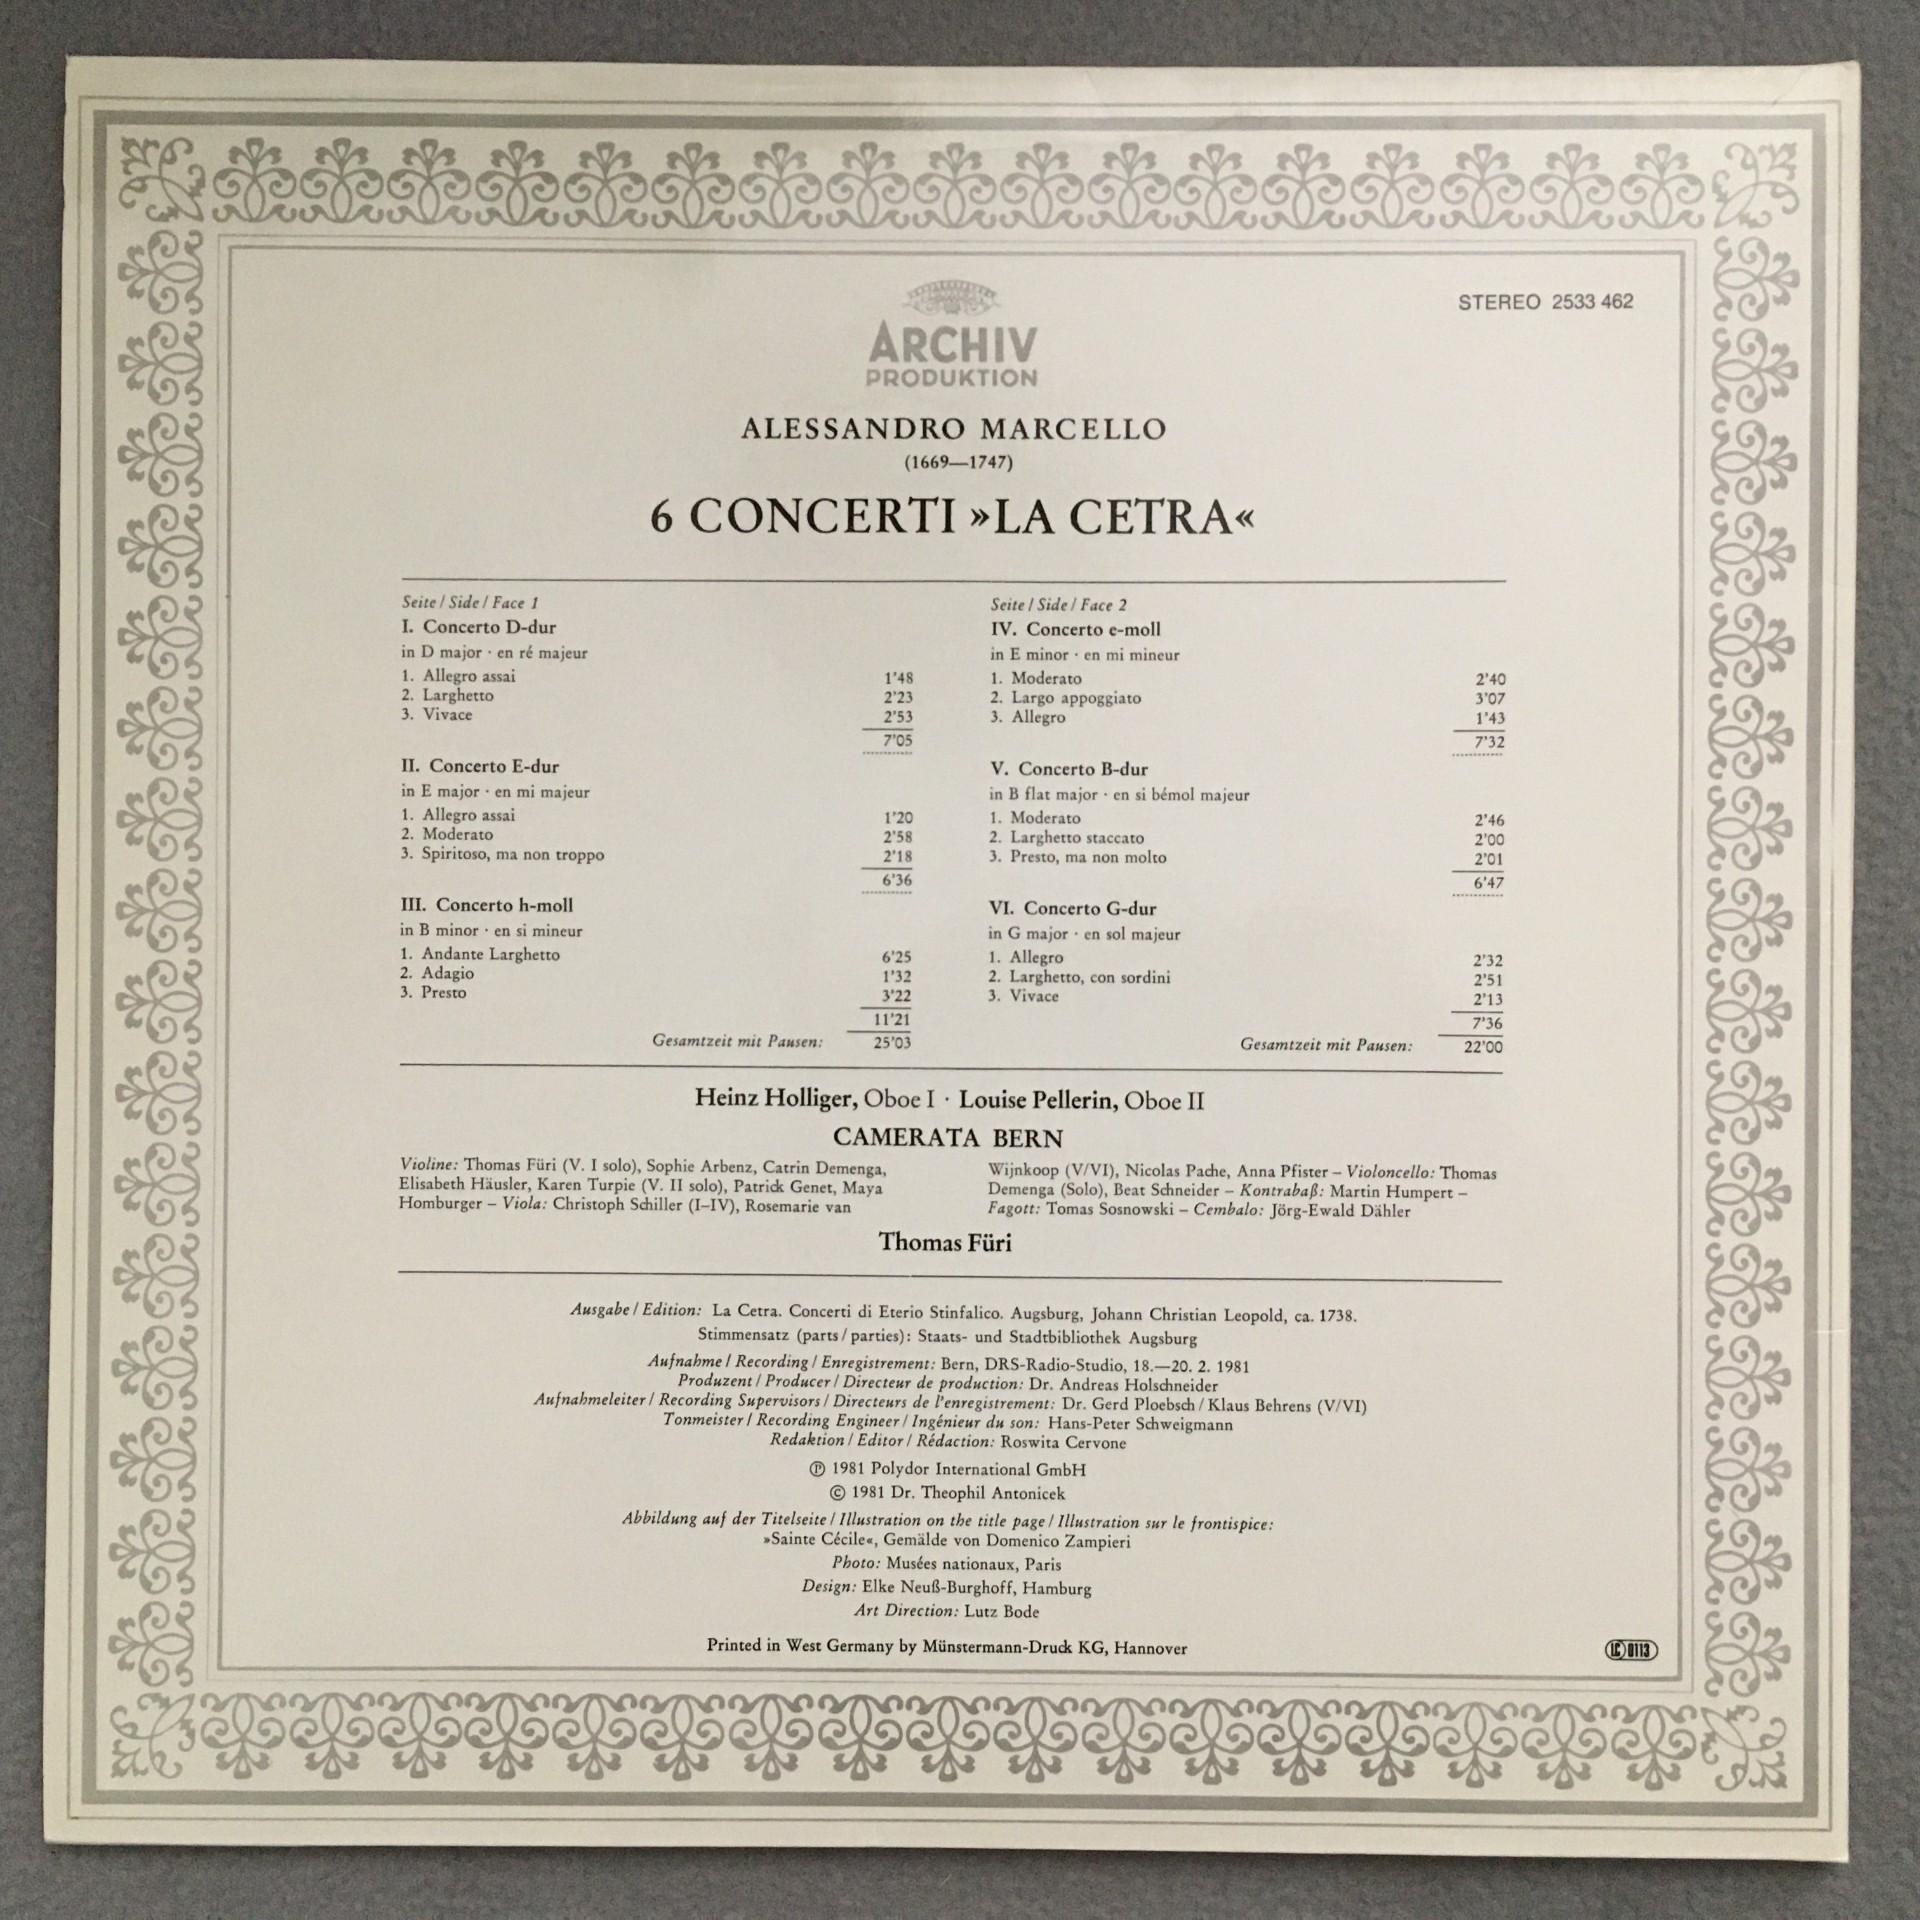 ARCHIV
PRODUKTION
STEREO 2533 462
ALESSANDRO MARCELLO
(1669—1747)
6 CONCERTI »LA CETRA«
Seite / Side / Face 1
I. Concerto D-dur
in D major · en ré majeur
1. Allegro assai 1'48
2. Larghetto 2'23
3. Vivace 2'53
7'05
II. Concerto E-dur
in E major · en mi majeur
1. Allegro assai 1'20
2. Moderato 2'58
3. Spiritoso, ma non troppo 2'18
6'36
III. Concerto h-moll
in B minor · en si mineur
1. Andante Larghetto 6'25
2. Adagio 1'32
3. Presto 3'22
11'21
Gesamtzeit mit Pausen: 25'03
Seite / Side / Face 2
IV. Concerto e-moll
in E minor · en mi mineur
1. Moderato 2'40
2. Largo appoggiato 3'07
3. Allegro 1'43
7'32
V. Concerto B-dur
in B flat major · en si bémol majeur
1. Moderato 2'46
2. Larghetto staccato 2'00
3. Presto, ma non molto 2'01
6'47
VI. Concerto G-dur
in G major · en sol majeur
1. Allegro 2'32
2. Larghetto, con sordini 2'51
3. Vivace 2'13
7'36
Gesamtzeit mit Pausen: 22'00
Heinz Holliger, Oboe I · Louise Pellerin, Oboe II
CAMERATA BERN
Violine: Thomas Füri (V. I solo), Sophie Arbenz, Catrin Demenga,
Elisabeth Häusler, Karen Turpie (V. II solo), Patrick Genet, Maya
Homburger – Viola: Christoph Schiller (I–IV), Rosemarie van
Wijnkoop (V/VI), Nicolas Pache, Anna Pfister – Violoncello: Thomas
Demenga (Solo), Beat Schneider – Kontrabaß: Martin Humpert –
Fagott: Tomas Sosnowski – Cembalo: Jörg-Ewald Dähler
Thomas Füri
Ausgabe / Edition: La Cetra. Concerti di Eterio Stinfalico. Augsburg, Johann Christian Leopold, ca. 1738.
Stimmensatz (parts / parties): Staats- und Stadtbibliothek Augsburg
Aufnahme / Recording / Enregistrement: Bern, DRS-Radio-Studio, 18.—20. 2. 1981
Produzent / Producer / Directeur de production: Dr. Andreas Holschneider
Aufnahmeleiter / Recording Supervisors / Directeurs de l'enregistrement: Dr. Gerd Ploebsch / Klaus Behrens (V/VI)
Tonmeister / Recording Engineer / Ingénieur du son: Hans-Peter Schweigmann
Redaktion / Editor / Rédaction: Roswita Cervone
℗ 1981 Polydor International GmbH
© 1981 Dr. Theophil Antonicek
Abbildung auf der Titelseite / Illustration on the title page / Illustration sur le frontispice:
»Sainte Cécile«, Gemälde von Domenico Zampieri
Photo: Musées nationaux, Paris
Design: Elke Neuß-Burghoff, Hamburg
Art Direction: Lutz Bode
Printed in West Germany by Münstermann-Druck KG, Hannover
LC 0113